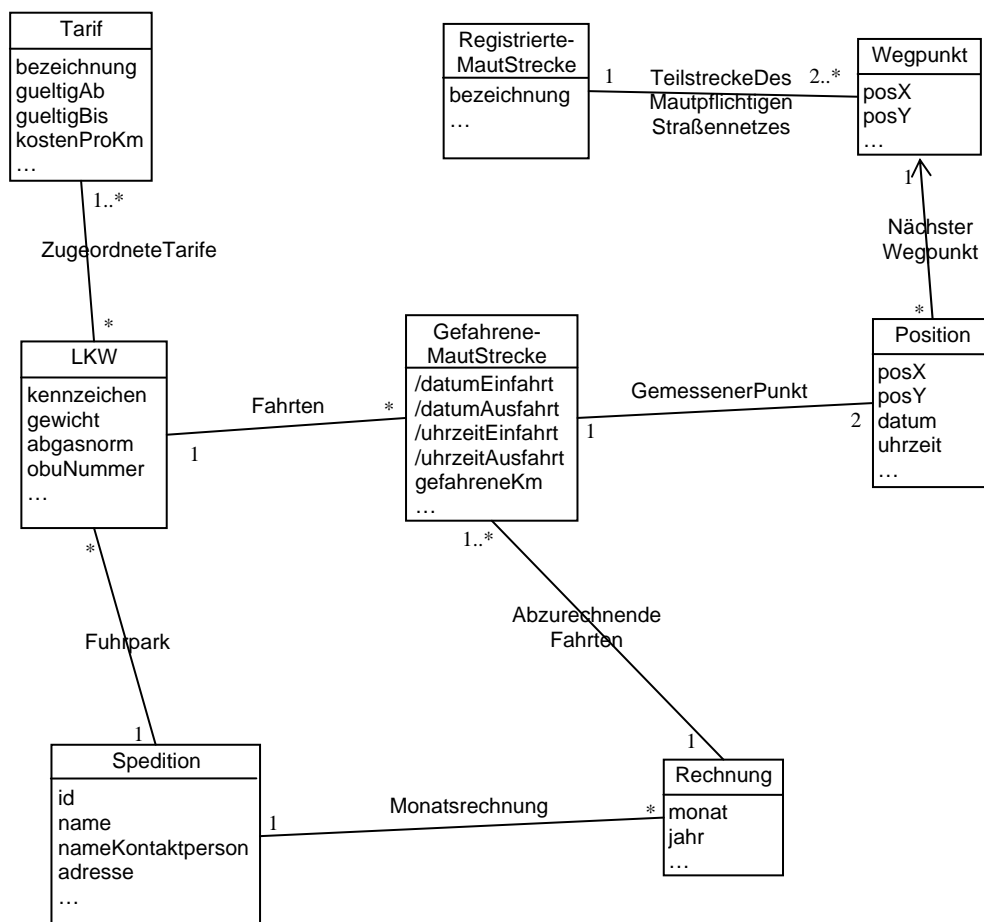 Tarif
bezeichnung
gueltigAb
gueltigBis
kostenProKm
…
Registrierte-
MautStrecke
bezeichnung
…
1
TeilstreckeDes
Mautpflichtigen
Straßennetzes
2..*
Wegpunkt
posX
posY
…
1
Nächster
Wegpunkt
*
1..*
ZugeordneteTarife
*
LKW
kennzeichen
gewicht
abgasnorm
obuNummer
…
1
Fahrten
*
Gefahrene-
MautStrecke
/datumEinfahrt
/datumAusfahrt
/uhrzeitEinfahrt
/uhrzeitAusfahrt
gefahreneKm
…
1
GemessenerPunkt
2
Position
posX
posY
datum
uhrzeit
…
*
Fuhrpark
1
1..*
Abzurechnende
Fahrten
1
Spedition
id
name
nameKontaktperson
adresse
…
1
Monatsrechnung
*
Rechnung
monat
jahr
…